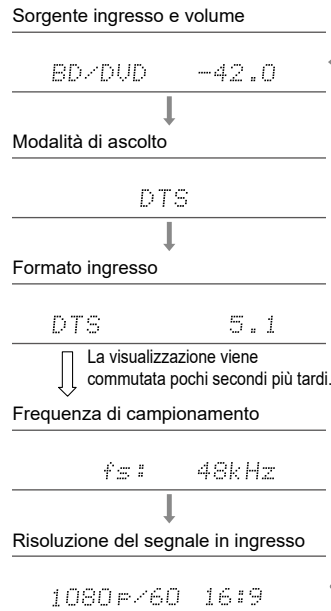 Sorgente ingresso e volume
BD/DVD -42.0
Modalità di ascolto
DTS
Formato ingresso
DTS 5.1
La visualizzazione viene
commutata pochi secondi più tardi.
Frequenza di campionamento
fs: 48kHz
Risoluzione del segnale in ingresso
1080p/60 16:9